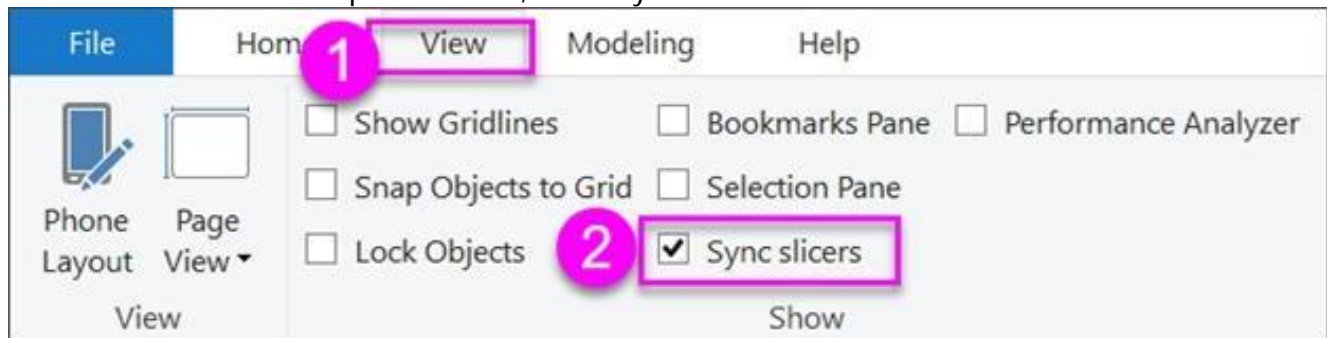 File Hom View Modeling Help
1
Show Gridlines Bookmarks Pane Performance Analyzer
Snap Objects to Grid Selection Pane
Lock Objects 2 Sync slicers
Phone Layout
Page View
View Show